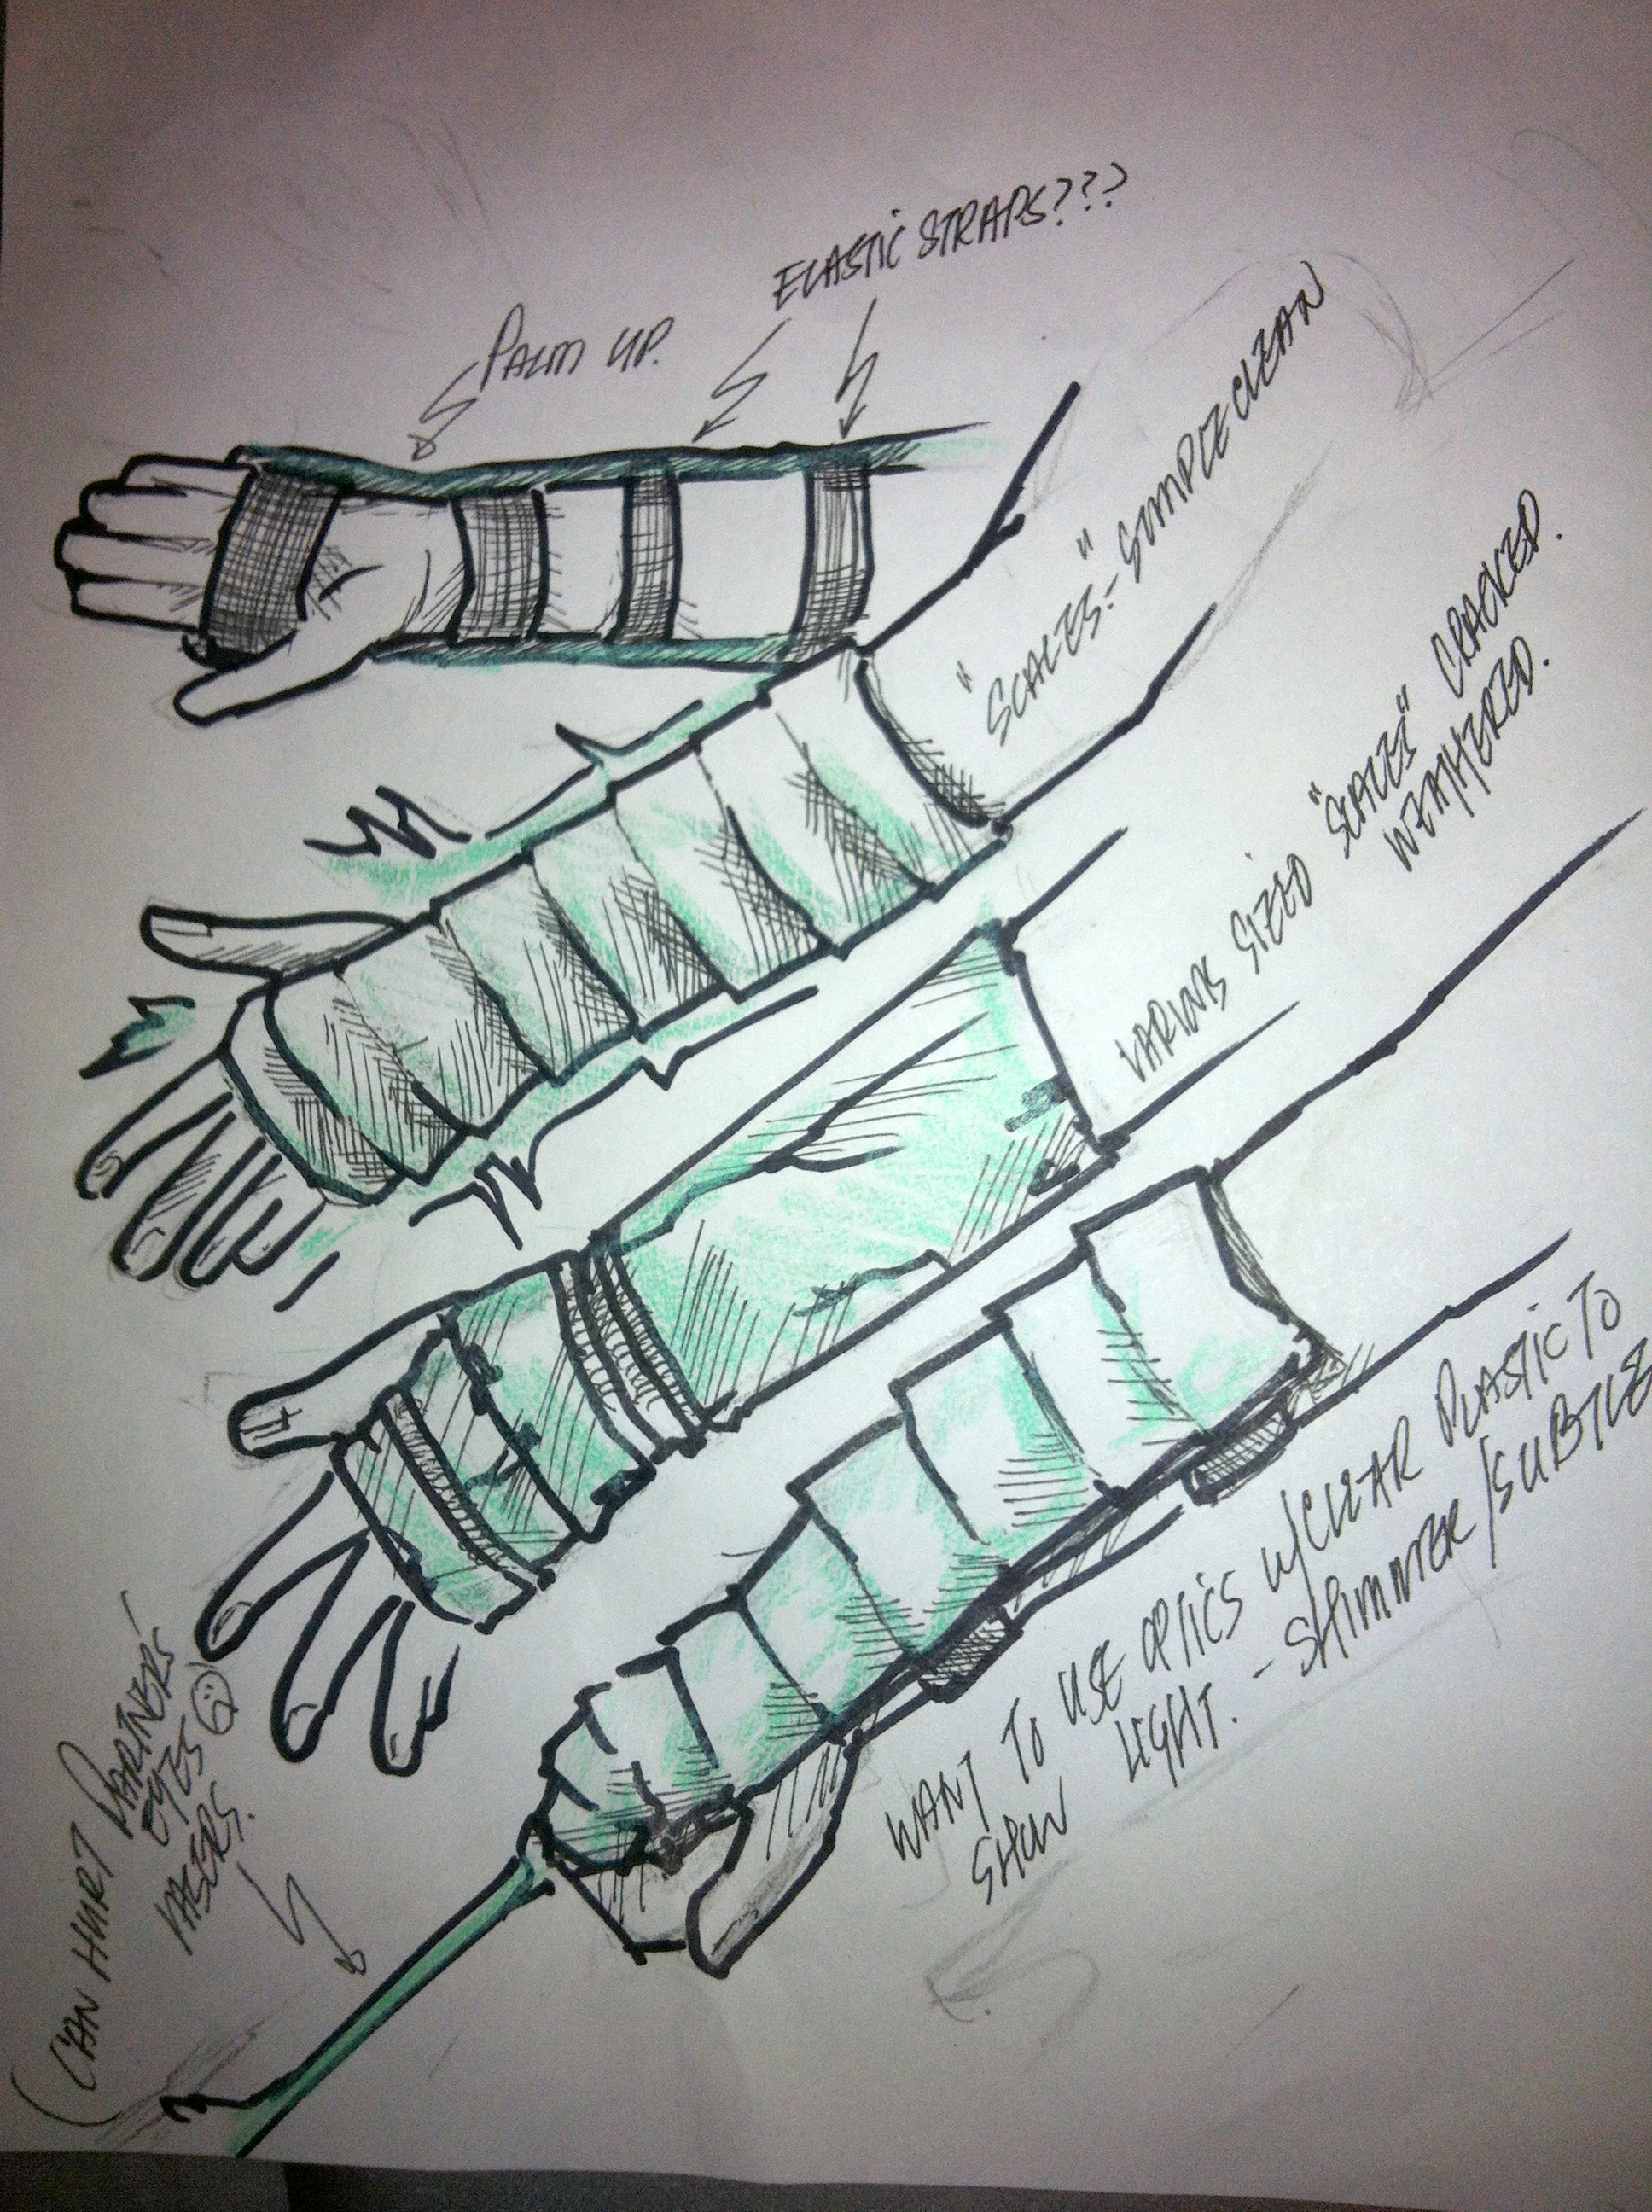 PALM UP.
ELASTIC STRAPS???
"SCALES"- SIMPLE CLEAN
VARING SIZED "SCALES" CRACKED.
WEATHERED.
WANT TO USE OPTICS W/CLEAR PLASTIC TO
SHOW LIGHT. - SHIMMER/SUBTLE
CAN HURT PARTNERS'
EYES
LASERS.